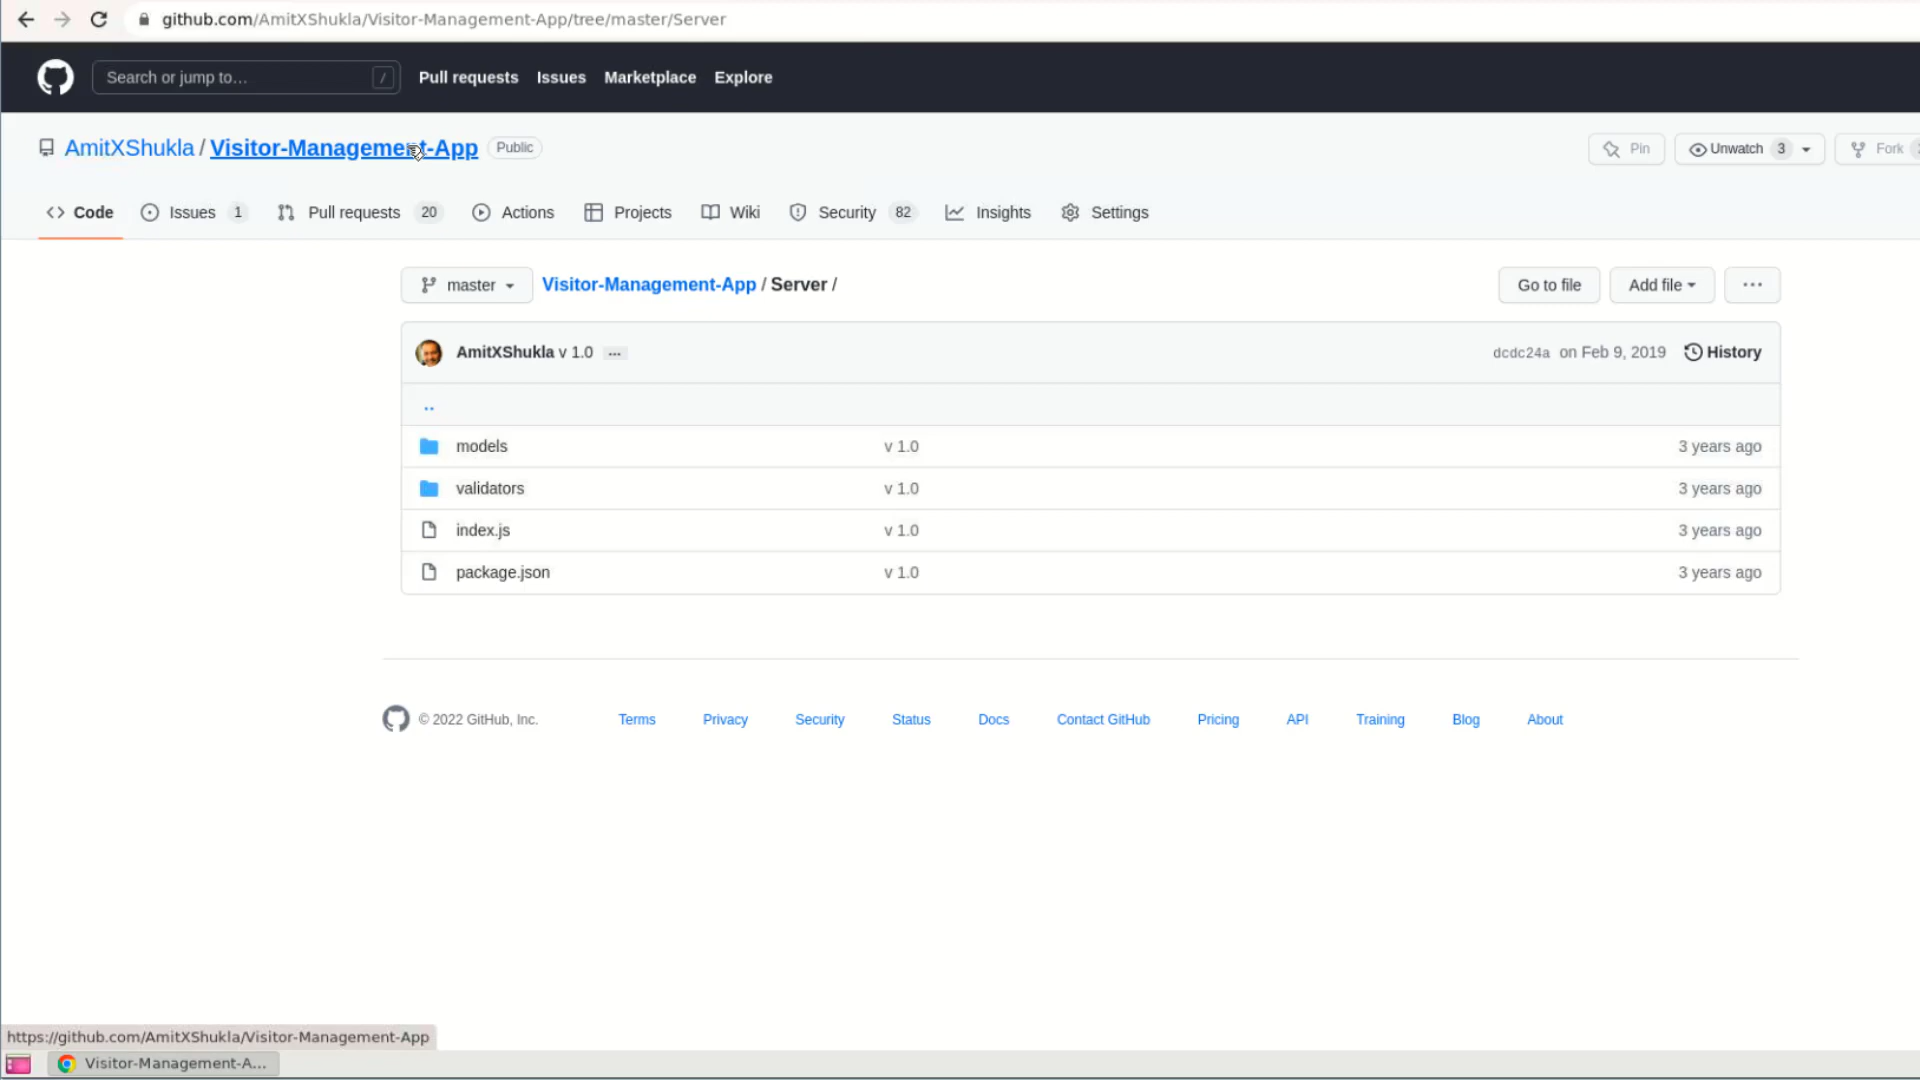 github.com/AmitXShukla/Visitor-Management-App/tree/master/Server
Search or jump to… /
Pull requests Issues Marketplace Explore
AmitXShukla / Visitor-Management-App Public
Pin Unwatch 3 Fork
Code Issues 1 Pull requests 20 Actions Projects Wiki Security 82 Insights Settings
master Visitor-Management-App / Server / Go to file Add file ...
AmitXShukla v 1.0 ... dcdc24a on Feb 9, 2019 History
..
models v 1.0 3 years ago
validators v 1.0 3 years ago
index.js v 1.0 3 years ago
package.json v 1.0 3 years ago
© 2022 GitHub, Inc. Terms Privacy Security Status Docs Contact GitHub Pricing API Training Blog About
https://github.com/AmitXShukla/Visitor-Management-App
Visitor-Management-A...